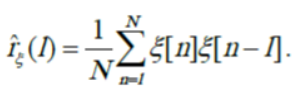 r̂_ξ(l) = 1/N ∑_{n=l}^{N} ξ[n]ξ[n−l].